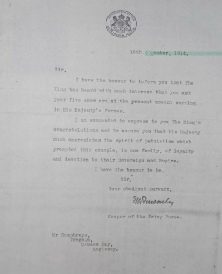 1914.
Sir,
I have the honour to inform you that the
King has heard with much interest that you and
your five sons are at the present moment serving
in His Majesty's Forces.
I am commanded to express to you The King's
congratulations and to assure you that His Majesty
much appreciates the spirit of patriotism which
prompted this example, in one family, of loyalty
and devotion to their Sovereign and Empire.
I have the honour to be,
Sir,
Your obedient Servant,
Keeper of the Privy Purse.
Mr Humphreys,
Anglesey.